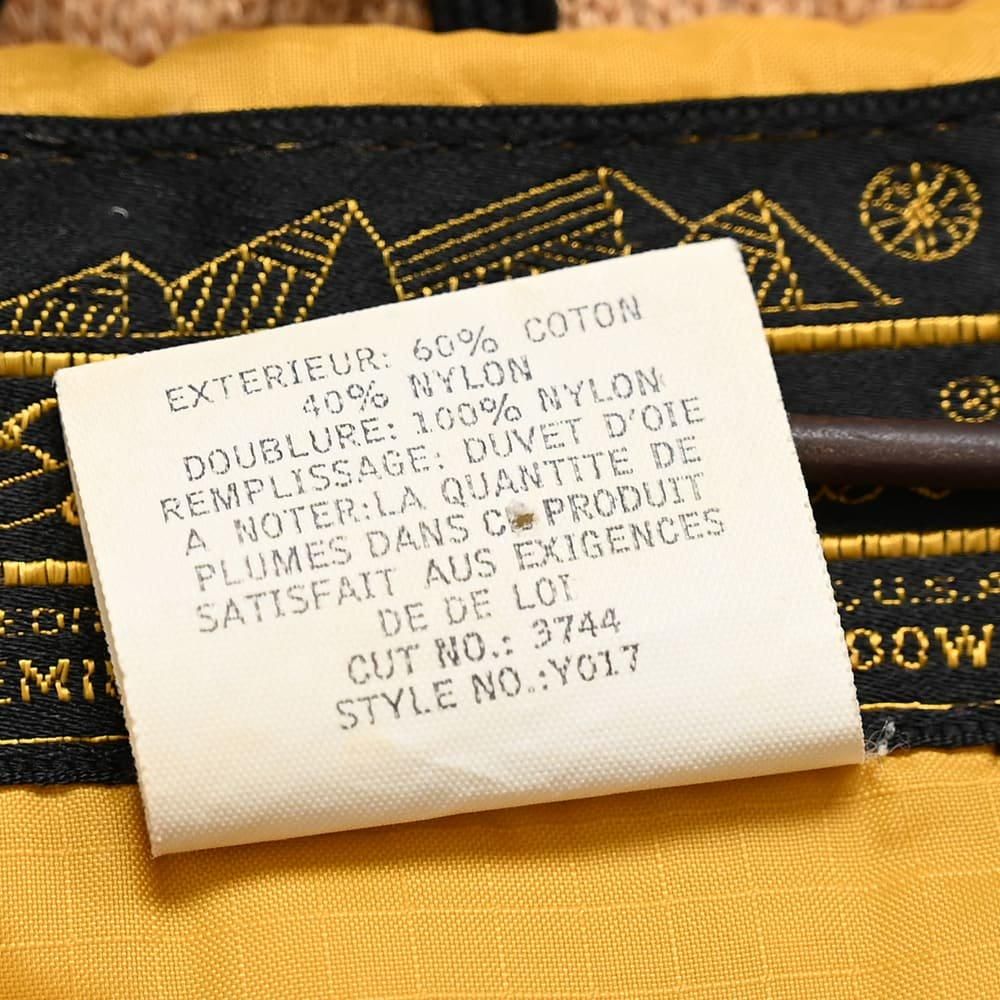 EXTERIEUR: 60% COTON
40% NYLON
DOUBLURE: 100% NYLON
REMPLISSAGE: DUVET D'OIE
A NOTER:LA QUANTITE DE
PLUMES DANS PRODUIT
SATISFAIT AUS EXIGENCES
DE DE LOI
CUT NO.: 3744
STYLE NO.:Y017